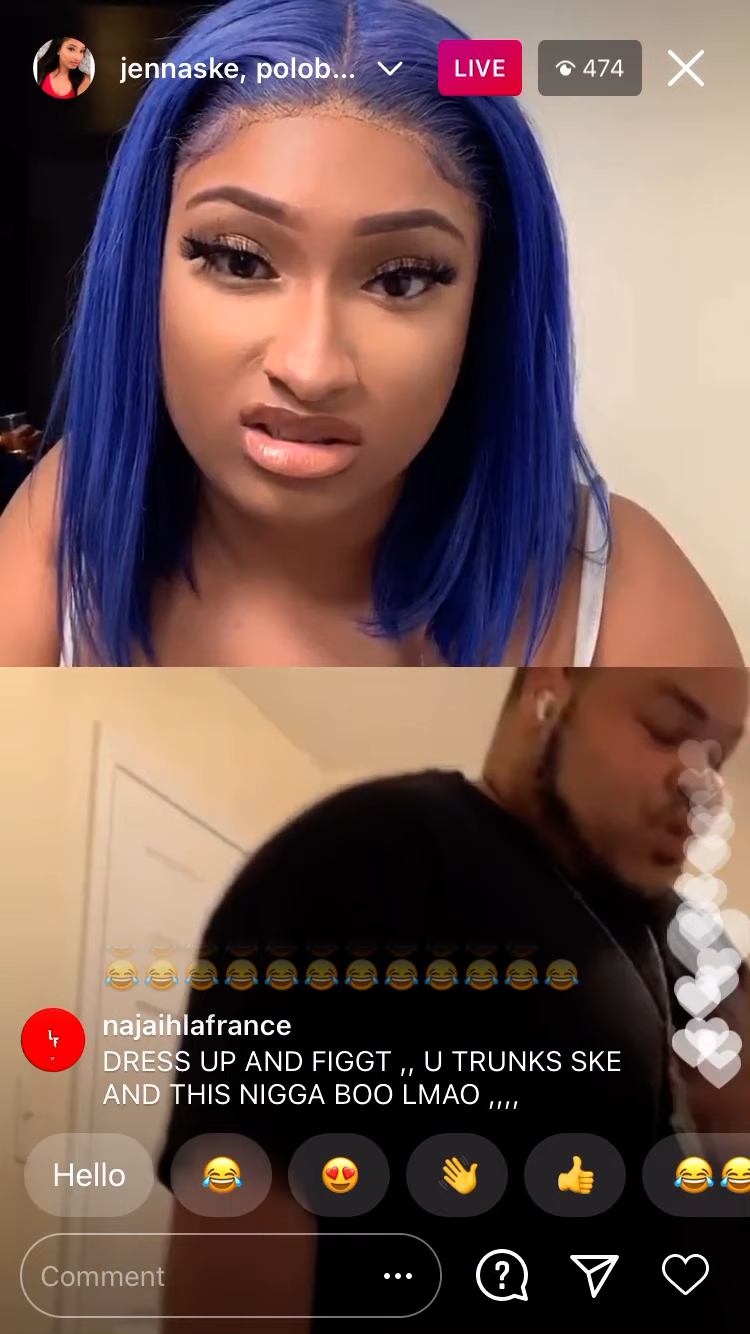 jennaske, polob...
LIVE
474
😂😂😂😂😂😂😂😂😂😂😂😂
najaihlafrance
DRESS UP AND FIGGT ,, U TRUNKS SKE
AND THIS NIGGA BOO LMAO ,,,,
Hello 😂 😍 👋 👍 😂😂
Comment